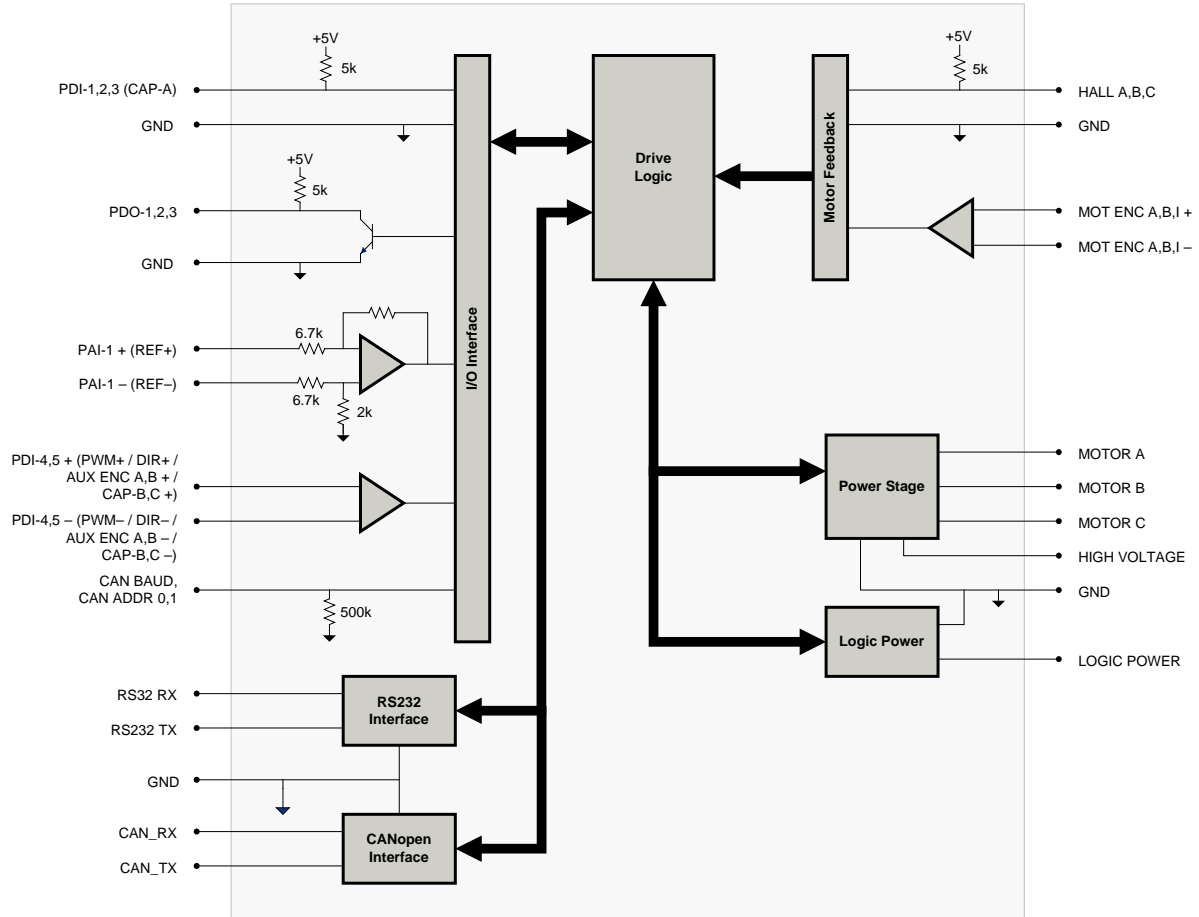 +5V
5k
PDI-1,2,3 (CAP-A)
GND
+5V
5k
PDO-1,2,3
GND
6.7k
PAI-1 + (REF+)
PAI-1 – (REF–)
6.7k
2k
PDI-4,5 + (PWM+ / DIR+ /
AUX ENC A,B + /
CAP-B,C +)
PDI-4,5 – (PWM– / DIR– /
AUX ENC A,B – /
CAP-B,C –)
CAN BAUD,
CAN ADDR 0,1
500k
I/O Interface
RS32 RX
RS232 TX
RS232
Interface
GND
CAN_RX
CAN_TX
CANopen
Interface
Drive
Logic
Motor Feedback
+5V
5k
HALL A,B,C
GND
MOT ENC A,B,I +
MOT ENC A,B,I –
Power Stage
MOTOR A
MOTOR B
MOTOR C
HIGH VOLTAGE
GND
Logic Power
LOGIC POWER